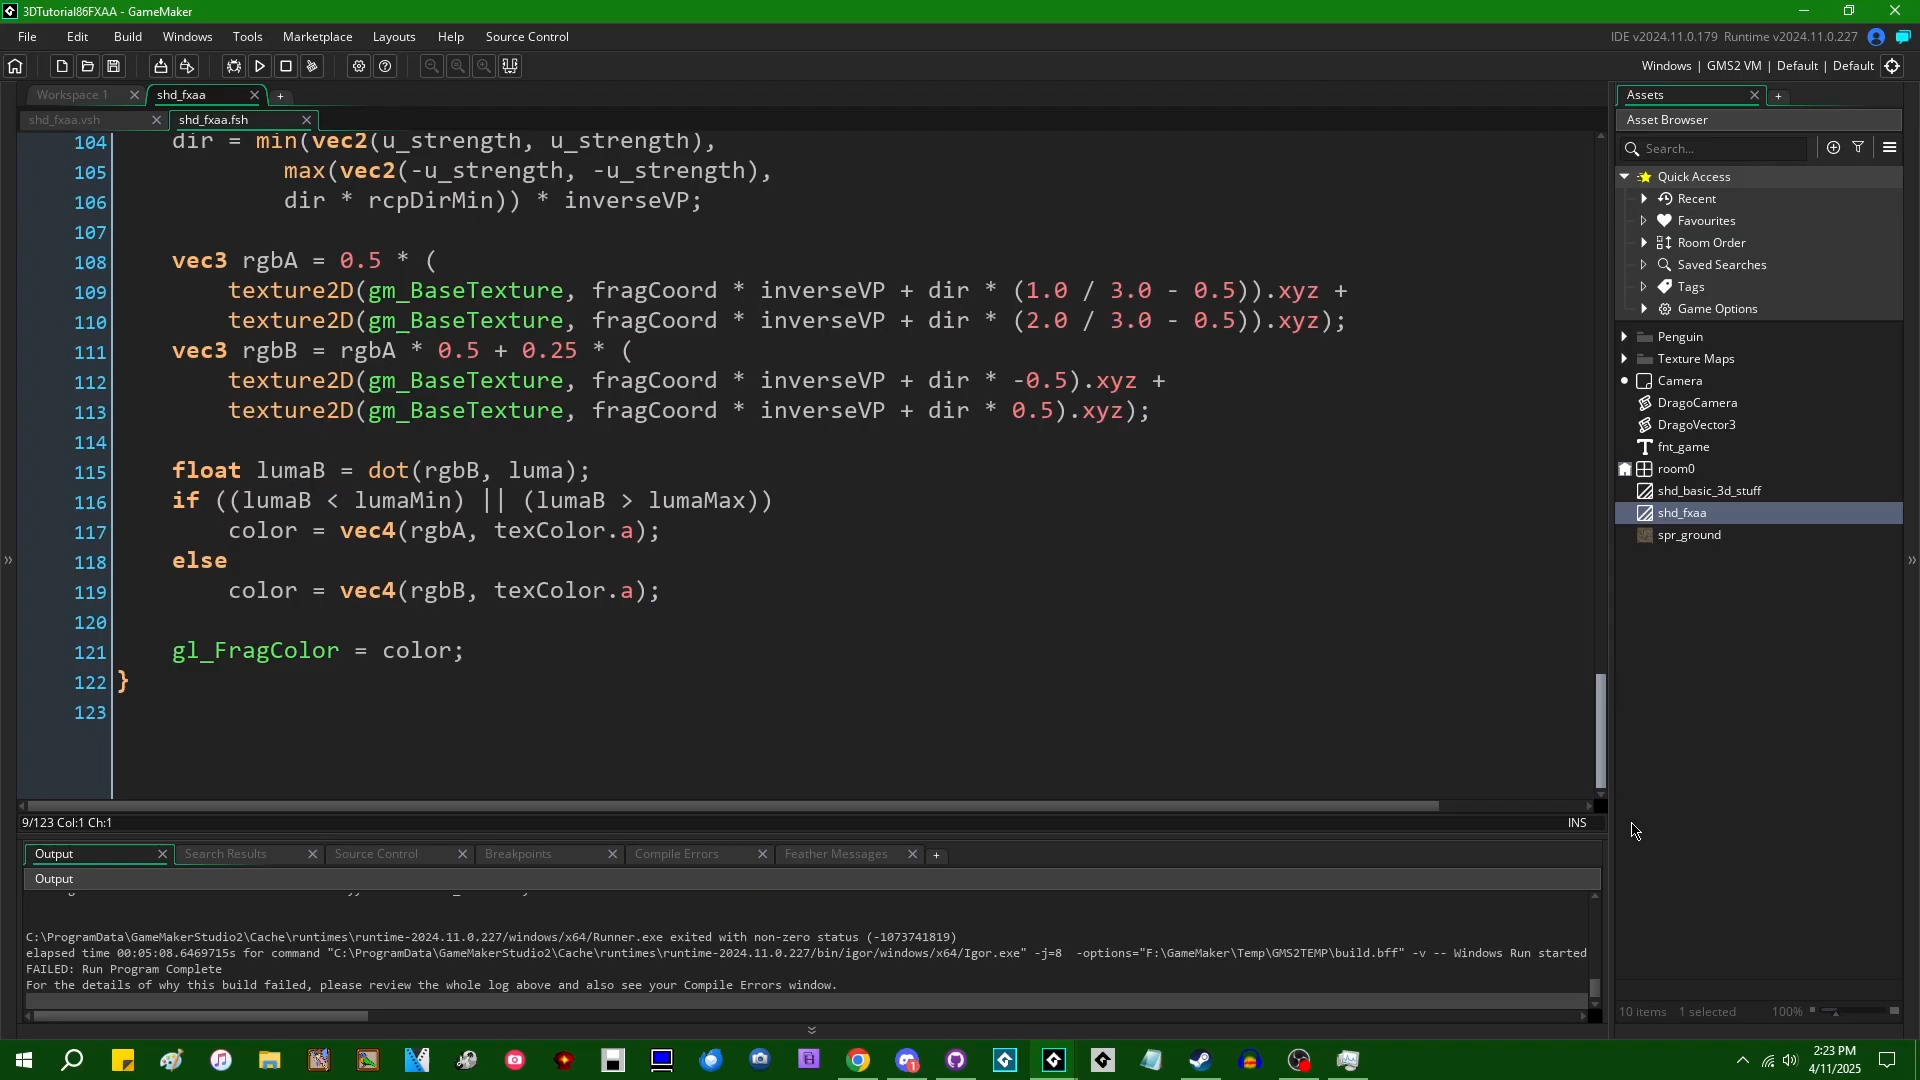 3DTutorial86FXAA - GameMaker
File Edit Build Windows Tools Marketplace Layouts Help Source Control
IDE v2024.11.0.179 Runtime v2024.11.0.227
Windows | GMS2 VM | Default | Default
Workspace 1
shd_fxaa
shd_fxaa.vsh
shd_fxaa.fsh
104 dir = min(vec2(u_strength, u_strength),
105 max(vec2(-u_strength, -u_strength),
106 dir * rcpDirMin)) * inverseVP;
107
108 vec3 rgbA = 0.5 * (
109 texture2D(gm_BaseTexture, fragCoord * inverseVP + dir * (1.0 / 3.0 - 0.5)).xyz +
110 texture2D(gm_BaseTexture, fragCoord * inverseVP + dir * (2.0 / 3.0 - 0.5)).xyz);
111 vec3 rgbB = rgbA * 0.5 + 0.25 * (
112 texture2D(gm_BaseTexture, fragCoord * inverseVP + dir * -0.5).xyz +
113 texture2D(gm_BaseTexture, fragCoord * inverseVP + dir * 0.5).xyz);
114
115 float lumaB = dot(rgbB, luma);
116 if ((lumaB < lumaMin) || (lumaB > lumaMax))
117 color = vec4(rgbA, texColor.a);
118 else
119 color = vec4(rgbB, texColor.a);
120
121 gl_FragColor = color;
122 }
123
9/123 Col:1 Ch:1
INS
Output
Search Results
Source Control
Breakpoints
Compile Errors
Feather Messages
Output
C:\ProgramData\GameMakerStudio2\Cache\runtimes\runtime-2024.11.0.227/windows/x64/Runner.exe exited with non-zero status (-1073741819)
elapsed time 00:05:08.6469715s for command "C:\ProgramData\GameMakerStudio2\Cache\runtimes\runtime-2024.11.0.227/bin/igor/windows/x64/Igor.exe" -j=8 -options="F:\GameMaker\Temp\GMS2TEMP\build.bff" -v -- Windows Run started
FAILED: Run Program Complete
For the details of why this build failed, please review the whole log above and also see your Compile Errors window.
Assets
Asset Browser
Search...
Quick Access
Recent
Favourites
Room Order
Saved Searches
Tags
Game Options
Penguin
Texture Maps
Camera
DragoCamera
DragoVector3
fnt_game
room0
shd_basic_3d_stuff
shd_fxaa
spr_ground
10 items 1 selected 100%
2:23 PM
4/11/2025